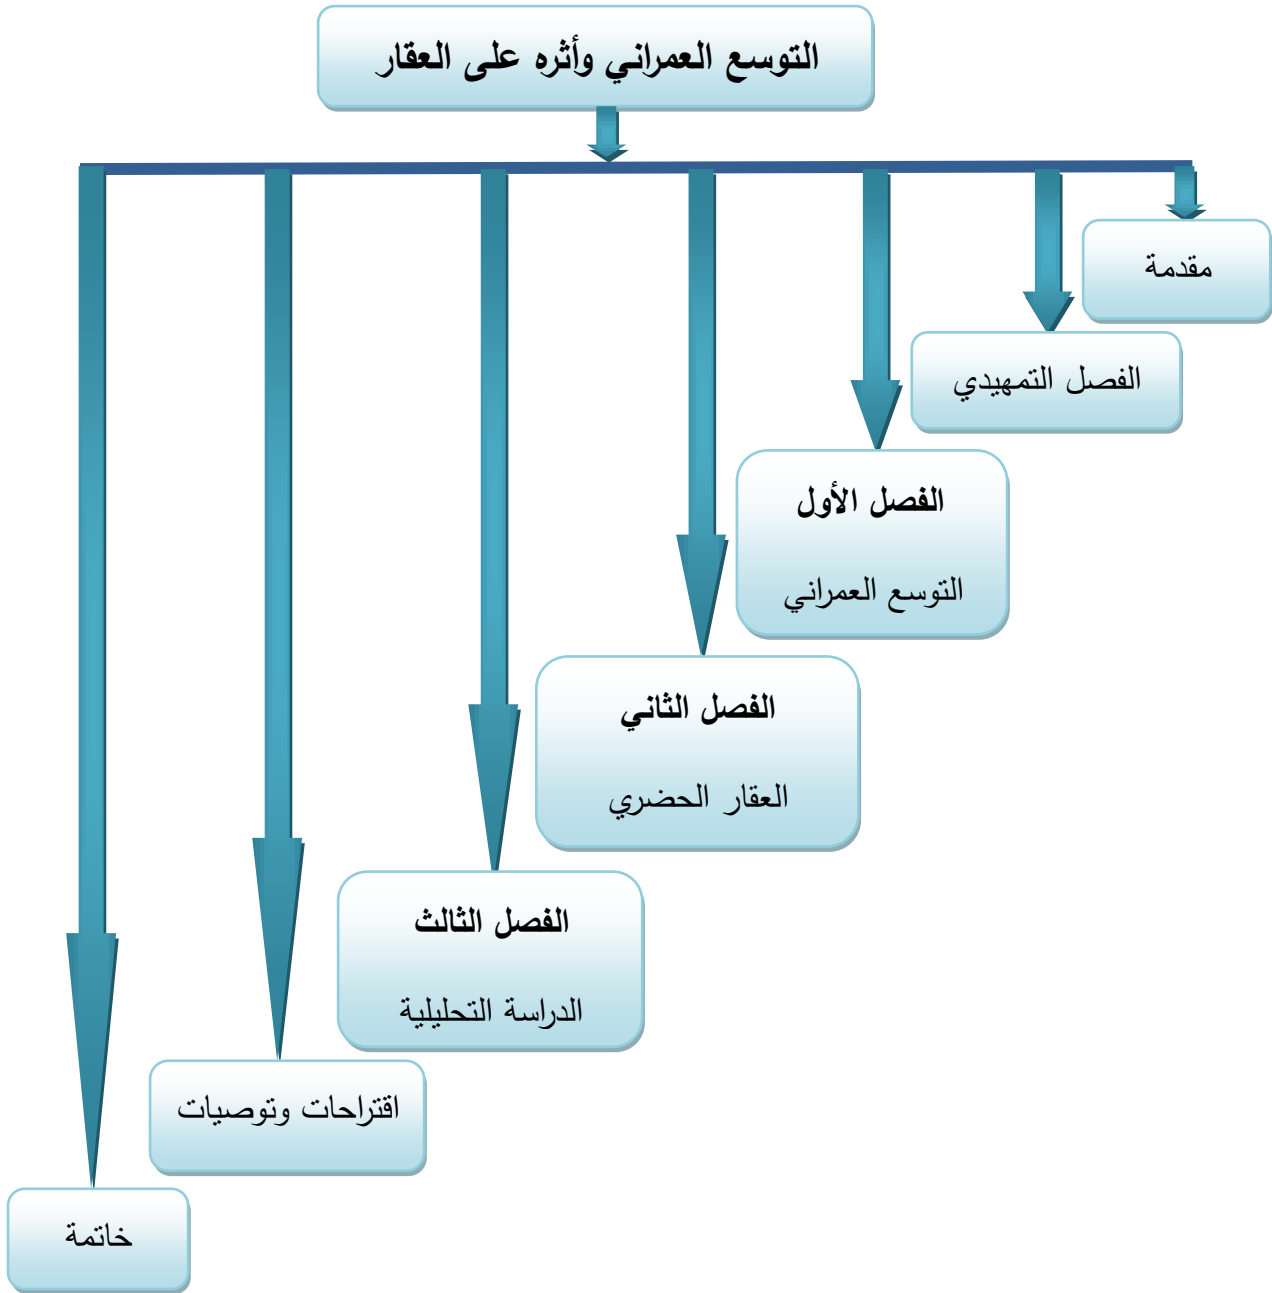 التوسع العمراني وأثره على العقار
مقدمة
الفصل التمهيدي
الفصل الأول
التوسع العمراني
الفصل الثاني
العقار الحضري
الفصل الثالث
الدراسة التحليلية
اقتراحات وتوصيات
خاتمة